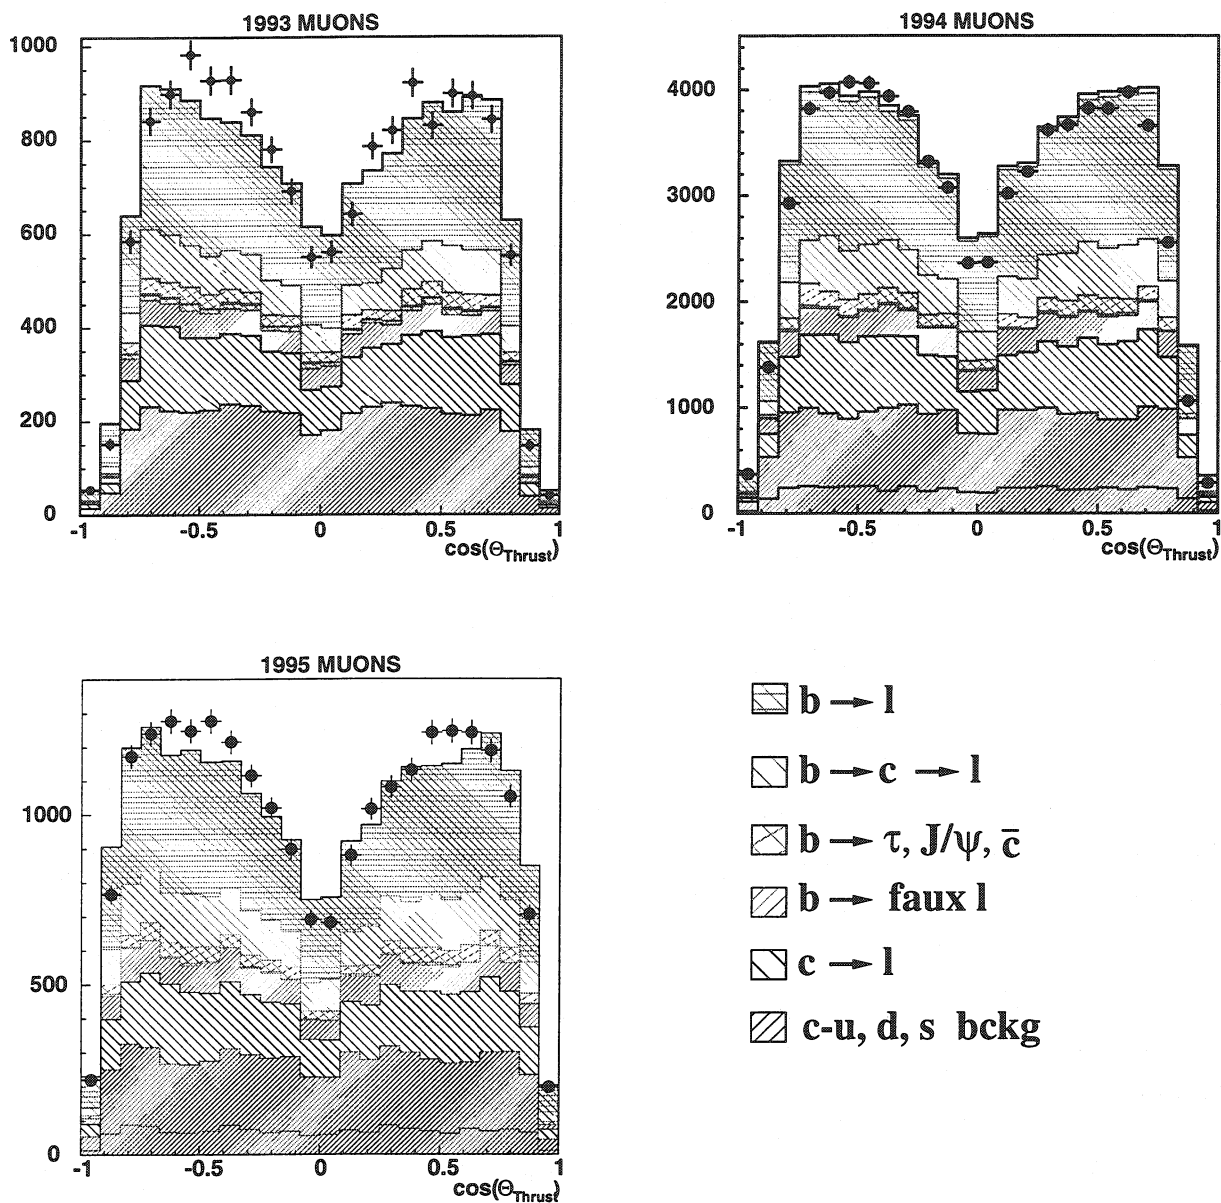 1993 MUONS
1000
800
600
400
200
0
-1 -0.5 0 0.5 1
cos(Θ_Thrust)
1994 MUONS
4000
3000
2000
1000
0
-1 -0.5 0 0.5 1
cos(Θ_Thrust)
1995 MUONS
1000
500
0
-1 -0.5 0 0.5 1
cos(Θ_Thrust)
b → l
b → c → l
b → τ, J/ψ, c̄
b → faux l
c → l
c-u, d, s bckg